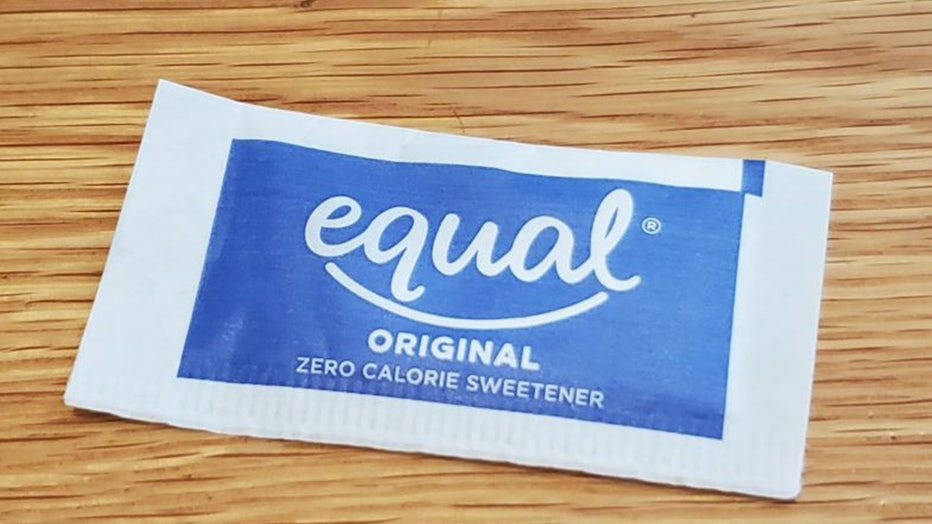 equal®
ORIGINAL
ZERO CALORIE SWEETENER